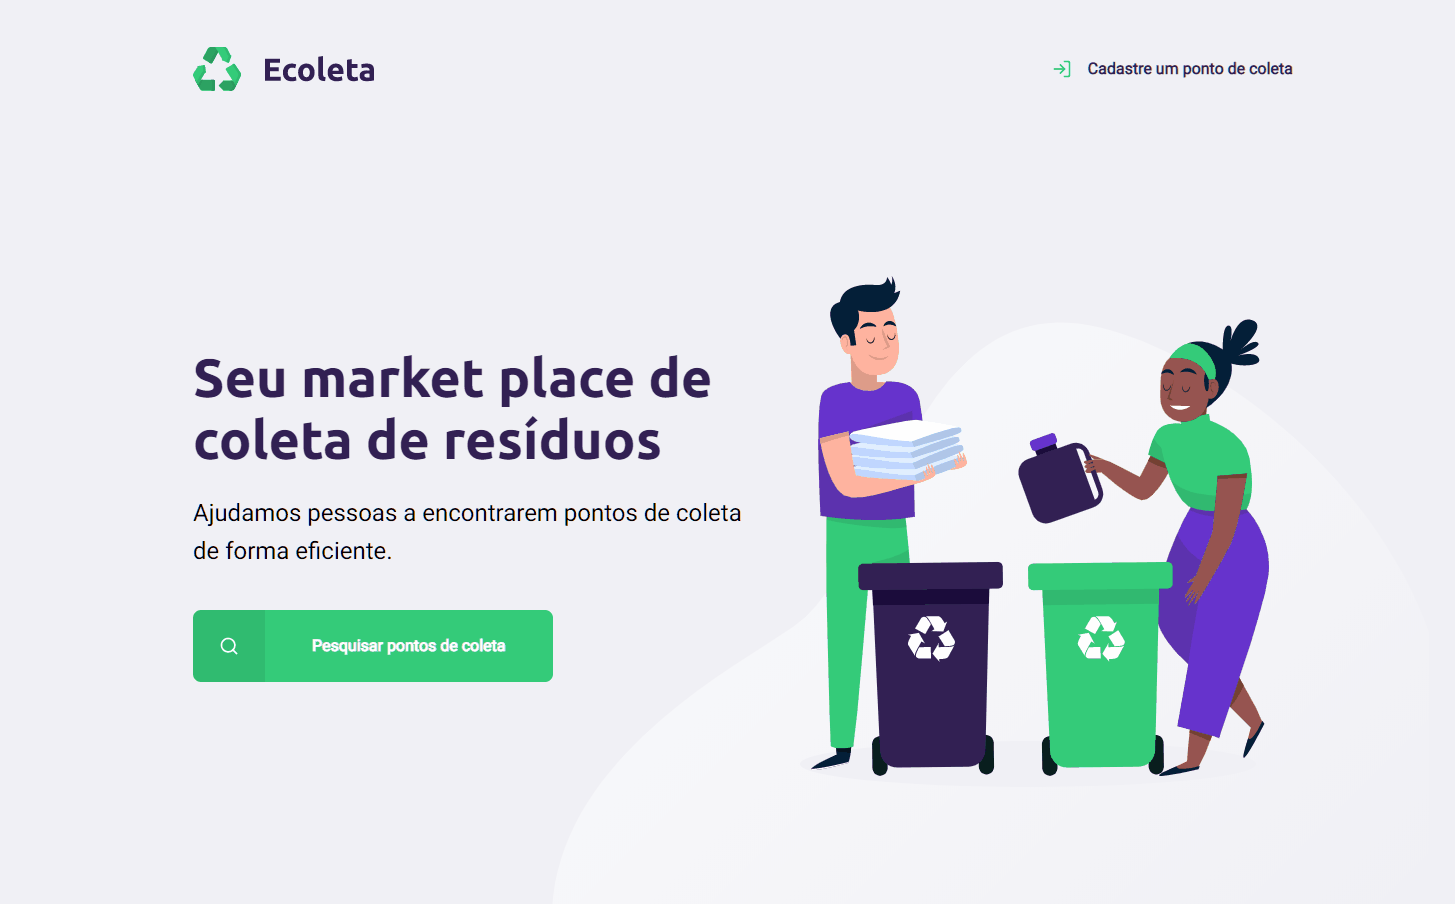 Ecoleta
Cadastre um ponto de coleta
Seu market place de
coleta de resíduos
Ajudamos pessoas a encontrarem pontos de coleta
de forma eficiente.
Pesquisar pontos de coleta